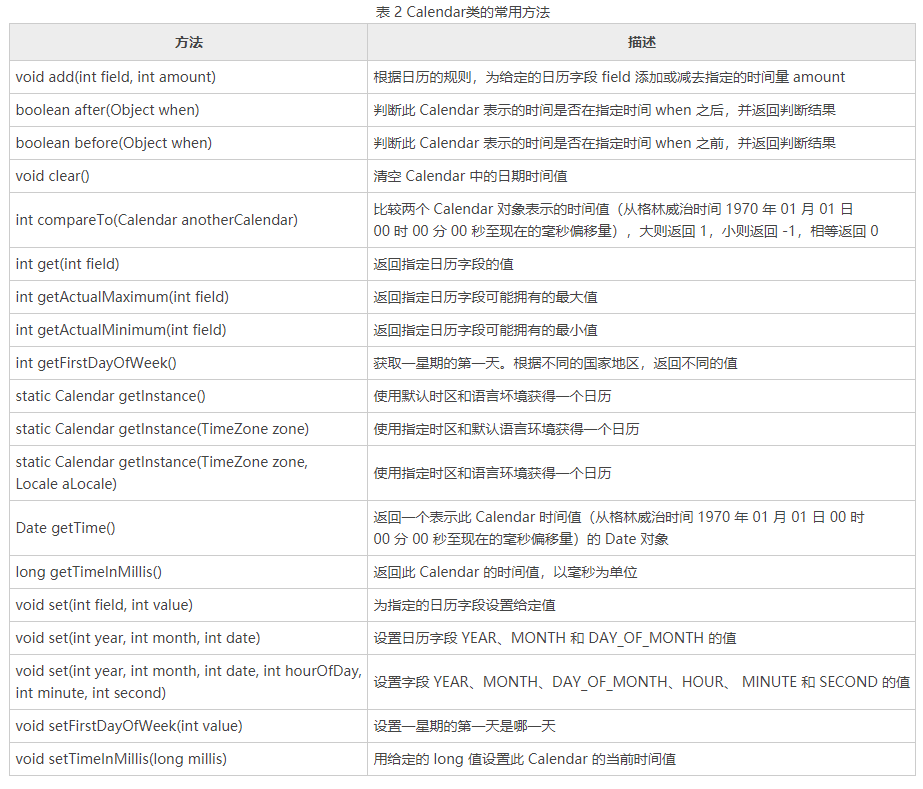 表 2 Calendar类的常用方法
方法 描述
void add(int field, int amount) 根据日历的规则，为给定的日历字段 field 添加或减去指定的时间量 amount
boolean after(Object when) 判断此 Calendar 表示的时间是否在指定时间 when 之后，并返回判断结果
boolean before(Object when) 判断此 Calendar 表示的时间是否在指定时间 when 之前，并返回判断结果
void clear() 清空 Calendar 中的日期时间值
int compareTo(Calendar anotherCalendar) 比较两个 Calendar 对象表示的时间值（从格林威治时间 1970 年 01 月 01 日
00 时 00 分 00 秒至现在的毫秒偏移量），大则返回 1，小则返回 -1，相等返回 0
int get(int field) 返回指定日历字段的值
int getActualMaximum(int field) 返回指定日历字段可能拥有的最大值
int getActualMinimum(int field) 返回指定日历字段可能拥有的最小值
int getFirstDayOfWeek() 获取一星期的第一天。根据不同的国家地区，返回不同的值
static Calendar getInstance() 使用默认时区和语言坏境获得一个日历
static Calendar getInstance(TimeZone zone) 使用指定时区和默认语言环境获得一个日历
static Calendar getInstance(TimeZone zone,
Locale aLocale)
使用指定时区和语言环境获得一个日历
Date getTime() 返回一个表示此 Calendar 时间值（从格林威治时间 1970 年 01 月 01 日 00 时
00 分 00 秒至现在的毫秒偏移量）的 Date 对象
long getTimeInMillis() 返回此 Calendar 的时间值，以毫秒为单位
void set(int field, int value) 为指定的日历字段设置给定值
void set(int year, int month, int date) 设置日历字段 YEAR、MONTH 和 DAY_OF_MONTH 的值
void set(int year, int month, int date, int hourOfDay,
int minute, int second)
设置字段 YEAR、MONTH、DAY_OF_MONTH、HOUR、 MINUTE 和 SECOND 的值
void setFirstDayOfWeek(int value) 设置一星期的第一天是哪一天
void setTimeInMillis(long millis) 用给定的 long 值设置此 Calendar 的当前时间值